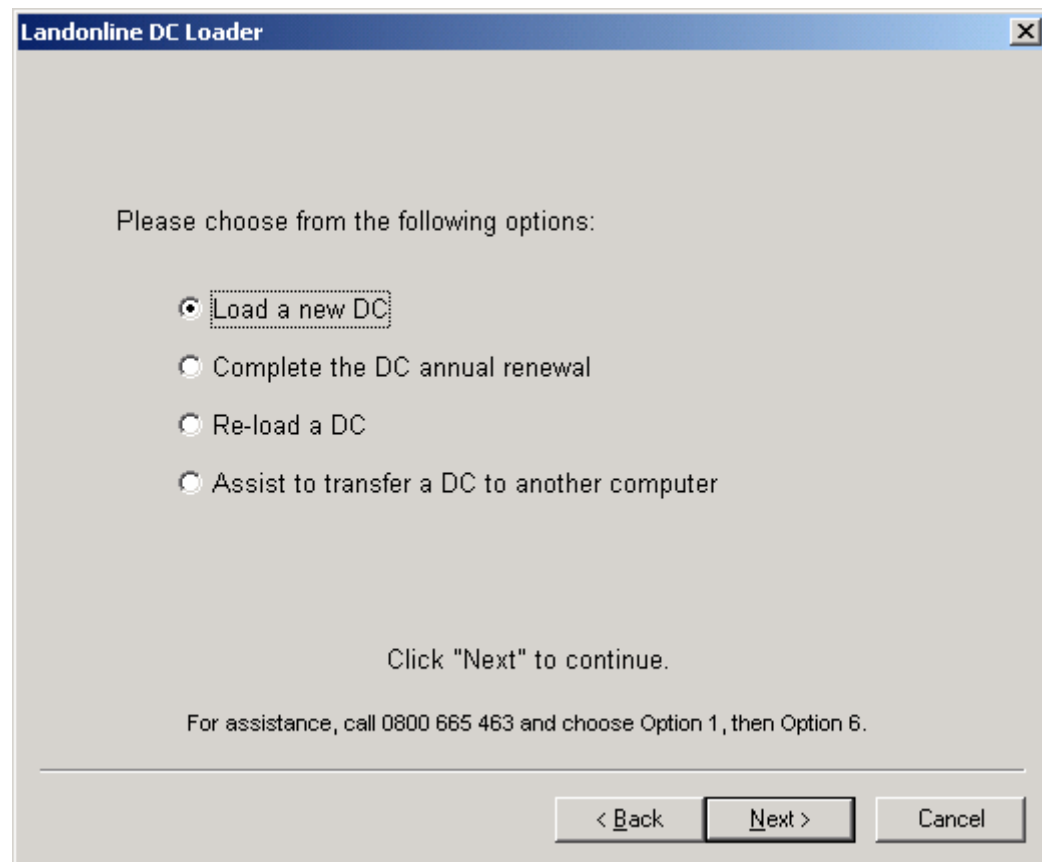 Landonline DC Loader
Please choose from the following options:
Load a new DC
Complete the DC annual renewal
Re-load a DC
Assist to transfer a DC to another computer
Click "Next" to continue.
For assistance, call 0800 665 463 and choose Option 1, then Option 6.
< Back Next > Cancel